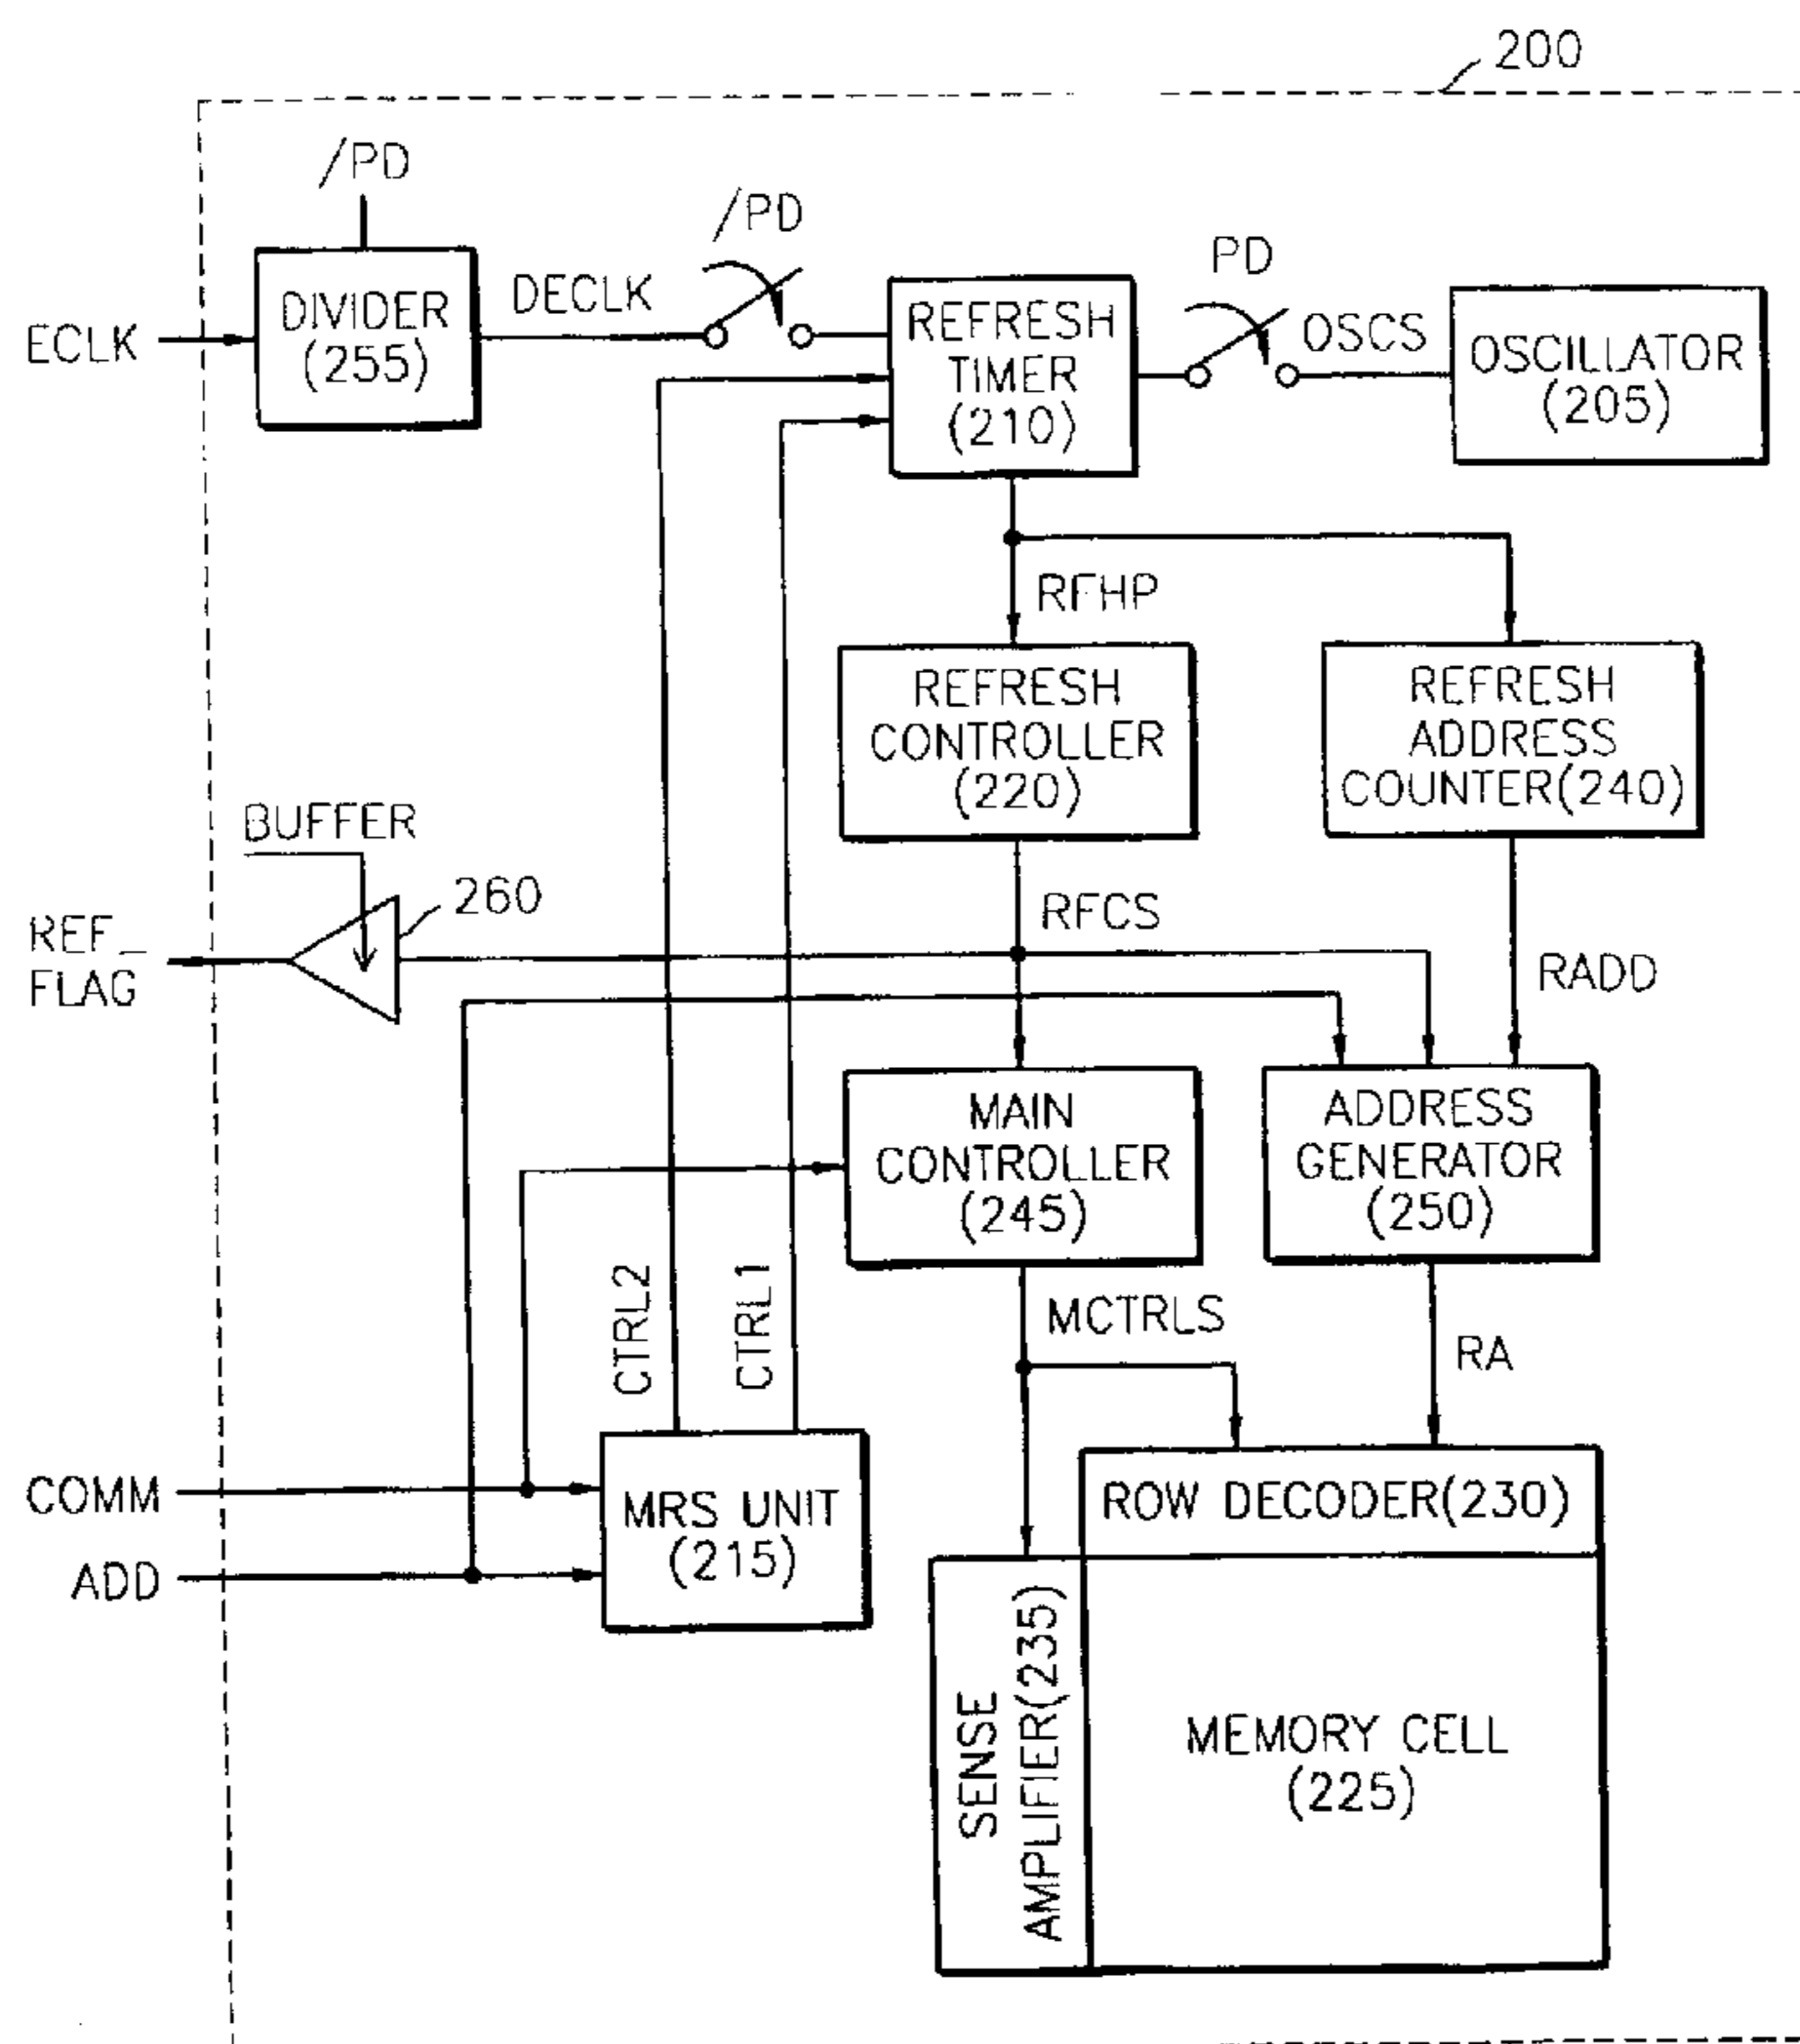 200
/PD
/PD
PD
ECLK
DIVIDER
(255)
DECLK
REFRESH
TIMER
(210)
OSCS
OSCILLATOR
(205)
RFHP
REFRESH
CONTROLLER
(220)
REFRESH
ADDRESS
COUNTER(240)
BUFFER
260
REF_
FLAG
RFCS
RADD
MAIN
CONTROLLER
(245)
ADDRESS
GENERATOR
(250)
CTRL2
CTRL1
MCTRLS
RA
COMM
ADD
MRS UNIT
(215)
ROW DECODER(230)
SENSE
AMPLIFIER(235)
MEMORY CELL
(225)